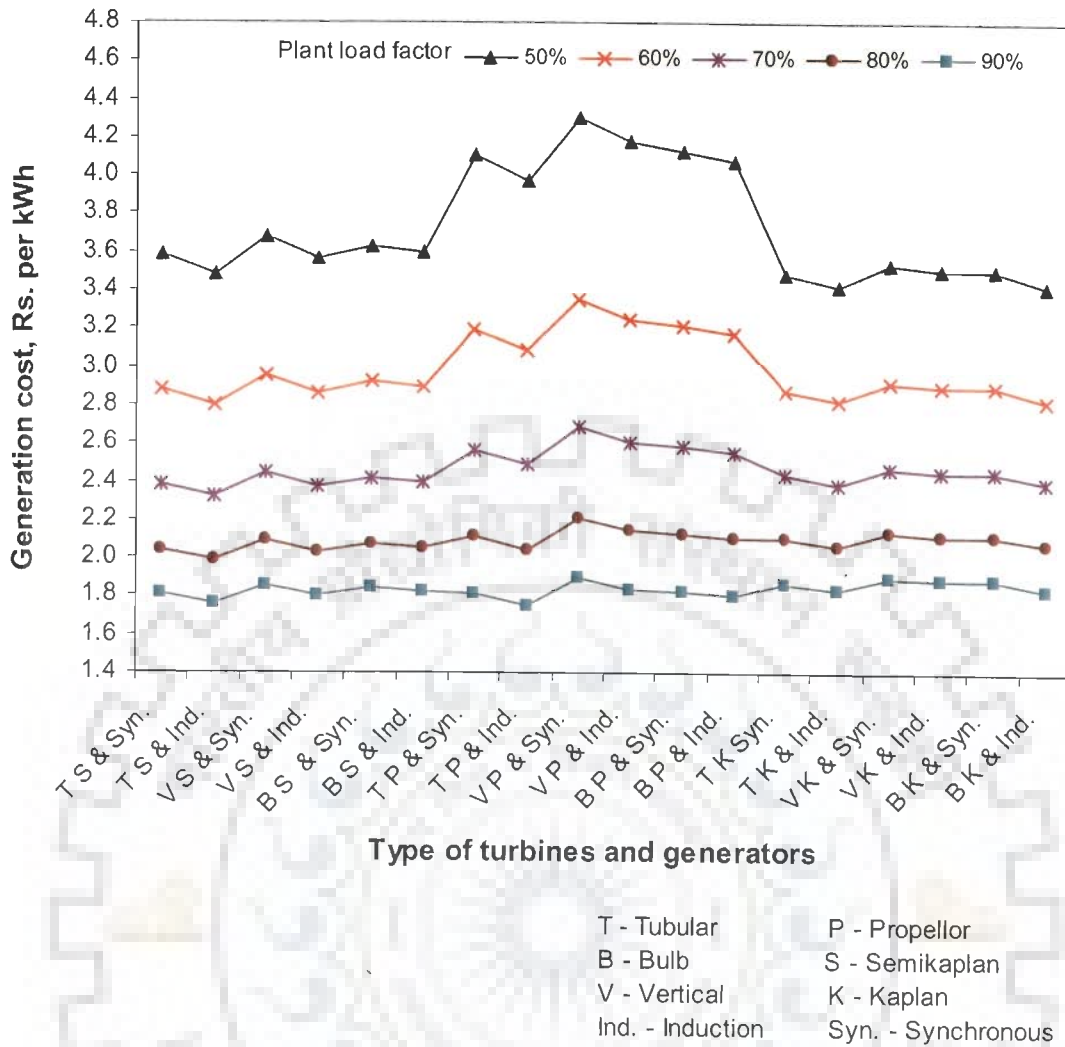 Plant load factor 50% 60% 70% 80% 90%
4.8
4.6
4.4
4.2
4.0
3.8
3.6
3.4
3.2
3.0
2.8
2.6
2.4
2.2
2.0
1.8
1.6
1.4
Generation cost, Rs. per kWh
T S & Syn.
T S & Ind.
V S & Syn.
V S & Ind.
B S & Syn.
B S & Ind.
T P & Syn.
T P & Ind.
V P & Syn.
V P & Ind.
B P & Syn.
B P & Ind.
T K Syn.
T K & Ind.
V K & Syn.
V K & Ind.
B K & Syn.
B K & Ind.
Type of turbines and generators
T - Tubular P - Propellor
B - Bulb S - Semikaplan
V - Vertical K - Kaplan
Ind. - Induction Syn. - Synchronous